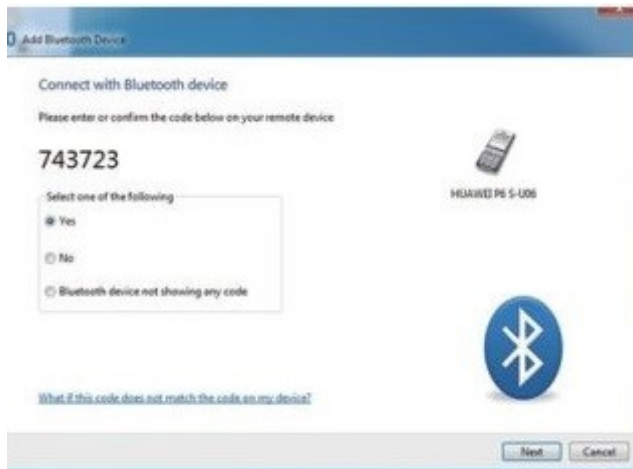 Add Bluetooth Device
Connect with Bluetooth device
Please enter or confirm the code below on your remote device
743723
HUAWEI P6 S-U06
Select one of the following
Yes
No
Bluetooth device not showing any code
What if this code does not match the code on my device?
Next
Cancel